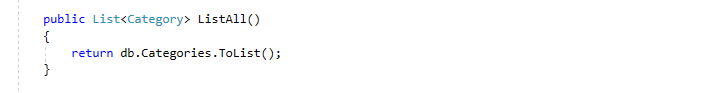 public List<Category> ListAll()
{
    return db.Categories.ToList();
}